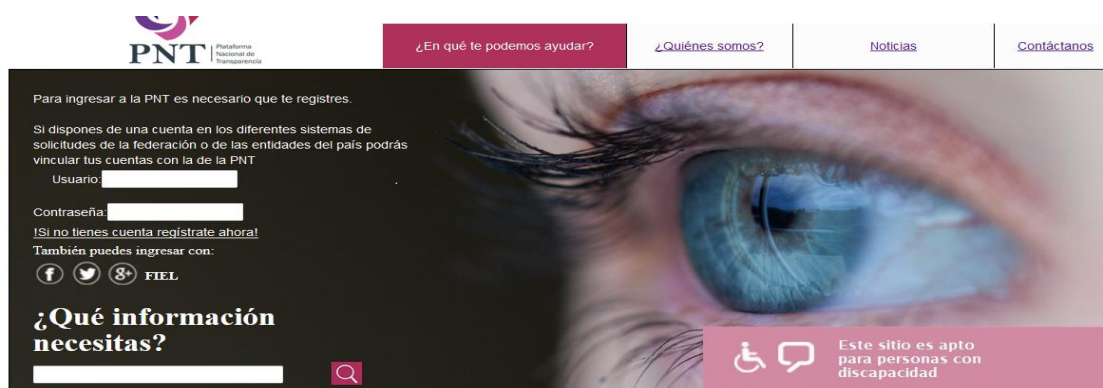 PNT
Plataforma
Nacional de
Transparencia
¿En qué te podemos ayudar?
¿Quiénes somos?
Noticias
Contáctanos
Para ingresar a la PNT es necesario que te registres.
Si dispones de una cuenta en los diferentes sistemas de
solicitudes de la federación o de las entidades del país podrás
vincular tus cuentas con la de la PNT
Usuario:
Contraseña:
!Si no tienes cuenta regístrate ahora!
También puedes ingresar con:
FIEL
¿Qué información
necesitas?
Este sitio es apto
para personas con
discapacidad